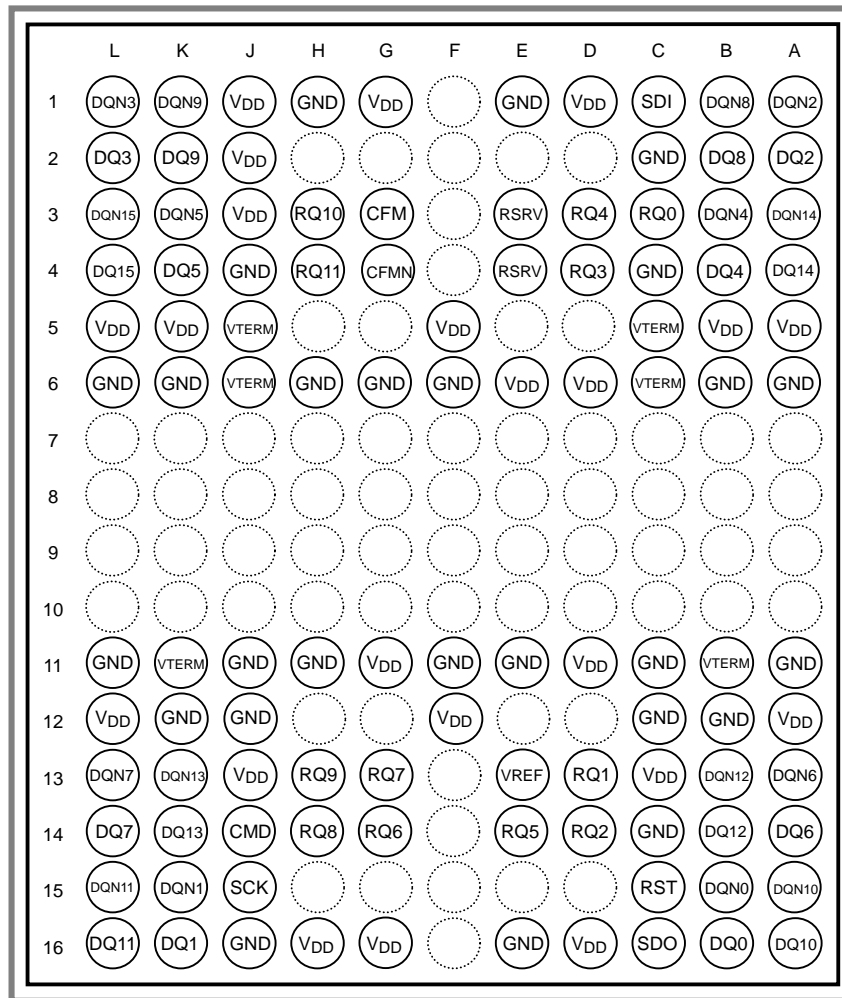 L K J H G F E D C B A
1 DQN3 DQN9 VDD GND VDD GND VDD SDI DQN8 DQN2
2 DQ3 DQ9 VDD GND DQ8 DQ2
3 DQN15 DQN5 VDD RQ10 CFM RSRV RQ4 RQ0 DQN4 DQN14
4 DQ15 DQ5 GND RQ11 CFMN RSRV RQ3 GND DQ4 DQ14
5 VDD VDD VTERM VDD VTERM VDD VDD
6 GND GND VTERM GND GND GND VDD VDD VTERM GND GND
7
8
9
10
11 GND VTERM GND GND VDD GND GND VDD GND VTERM GND
12 VDD GND GND VDD GND GND VDD
13 DQN7 DQN13 VDD RQ9 RQ7 VREF RQ1 VDD DQN12 DQN6
14 DQ7 DQ13 CMD RQ8 RQ6 RQ5 RQ2 GND DQ12 DQ6
15 DQN11 DQN1 SCK RST DQN0 DQN10
16 DQ11 DQ1 GND VDD VDD GND VDD SDO DQ0 DQ10